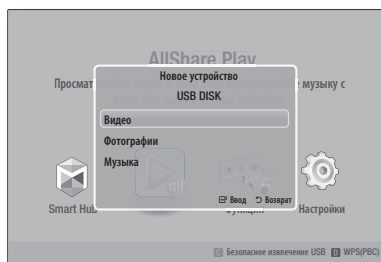 AllShare Play
Просмат
музыку с
Новое устройство
USB DISK
Видео
Фотографии
Музыка
Ввод Возврат
Smart Hub
Функции
Настройки
C Безопасное извлечение USB D WPS(PBC)